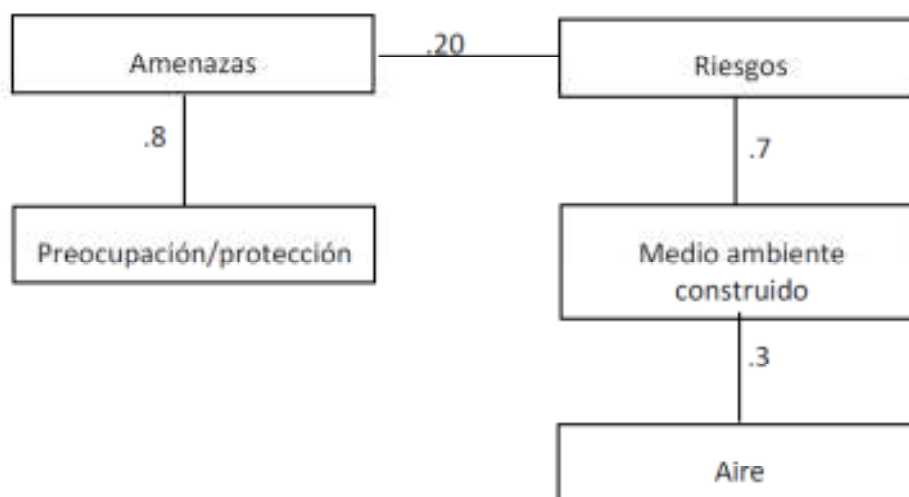 Amenazas
.20
Riesgos
.8
.7
Preocupación/protección
Medio ambiente
construido
.3
Aire